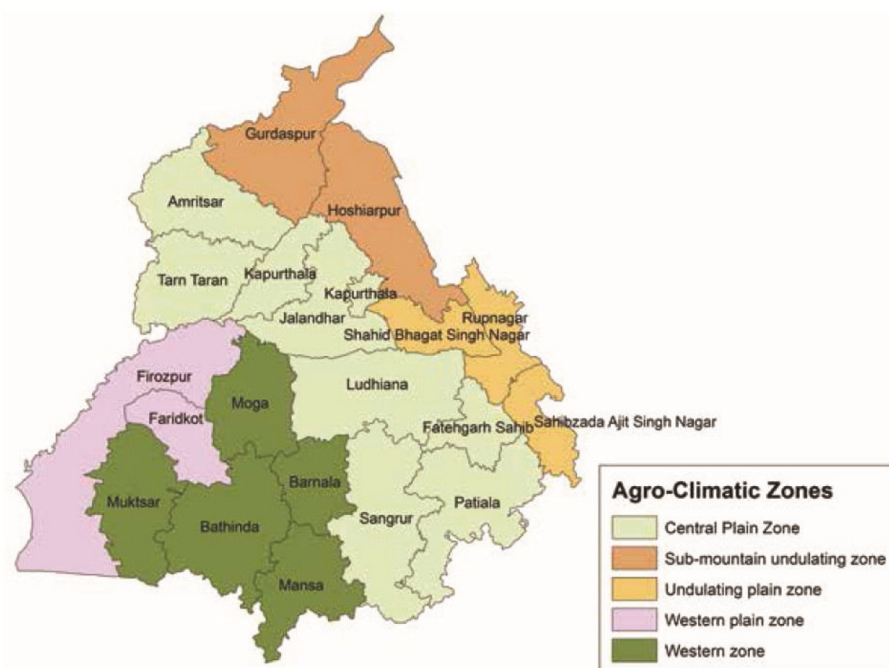 Gurdaspur
Amritsar
Hoshiarpur
Tarn Taran
Kapurthala
Kapurthala
Jalandhar
Rupnagar
Shahid Bhagat Singh Nagar
Firozpur
Ludhiana
Moga
Faridkot
Fatehgarh Sahib
Sahibzada Ajit Singh Nagar
Barnala
Muktsar
Patiala
Bathinda
Sangrur
Mansa
Agro-Climatic Zones
Central Plain Zone
Sub-mountain undulating zone
Undulating plain zone
Western plain zone
Western zone